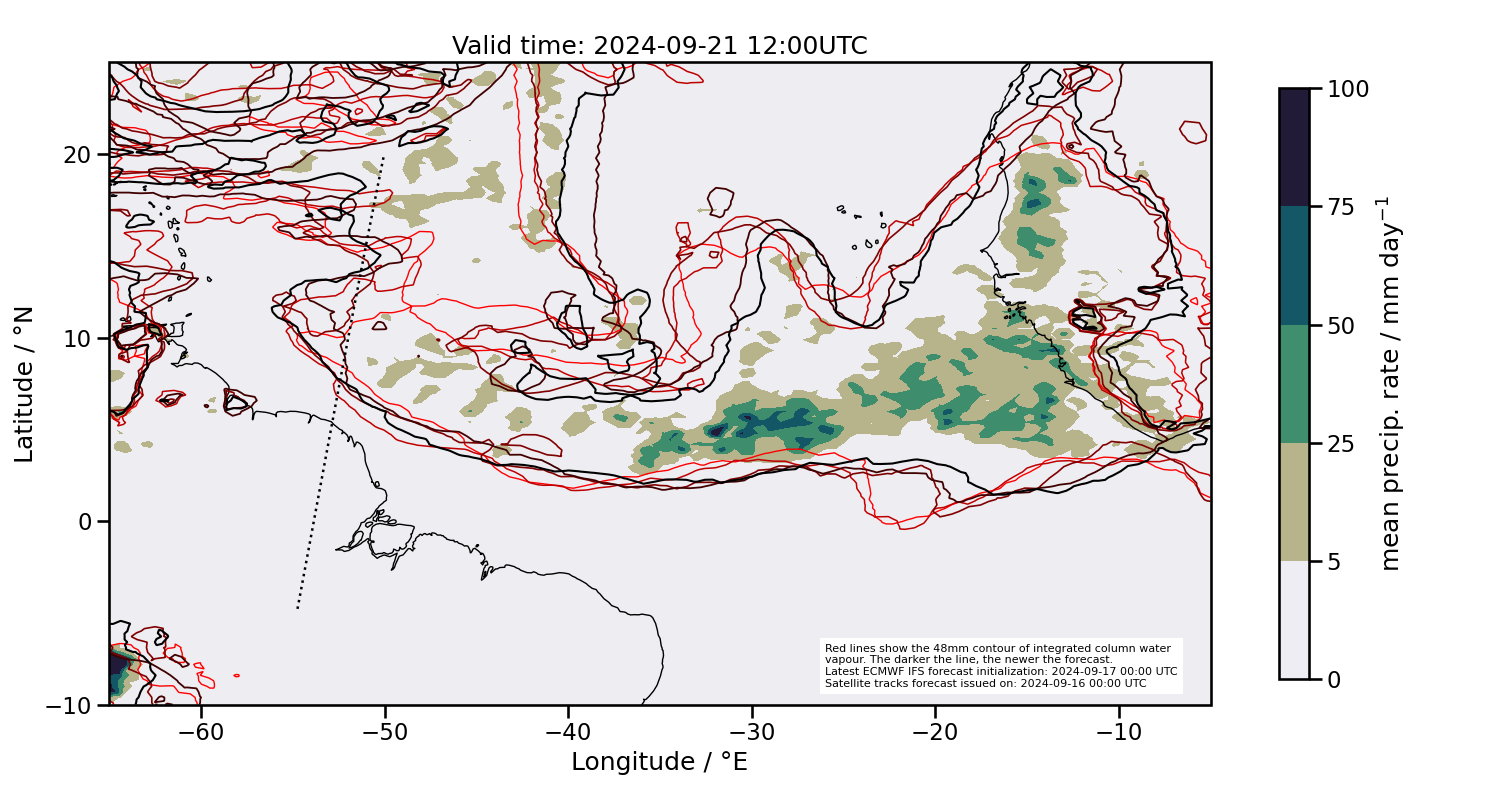 Valid time: 2024-09-21 12:00UTC
Latitude / °N
20
10
0
−10
−60
−50
−40
−30
−20
−10
Longitude / °E
Red lines show the 48mm contour of integrated column water
vapour. The darker the line, the newer the forecast.
Latest ECMWF IFS forecast initialization: 2024-09-17 00:00 UTC
Satellite tracks forecast issued on: 2024-09-16 00:00 UTC
100
75
50
25
5
0
mean precip. rate / mm day⁻¹